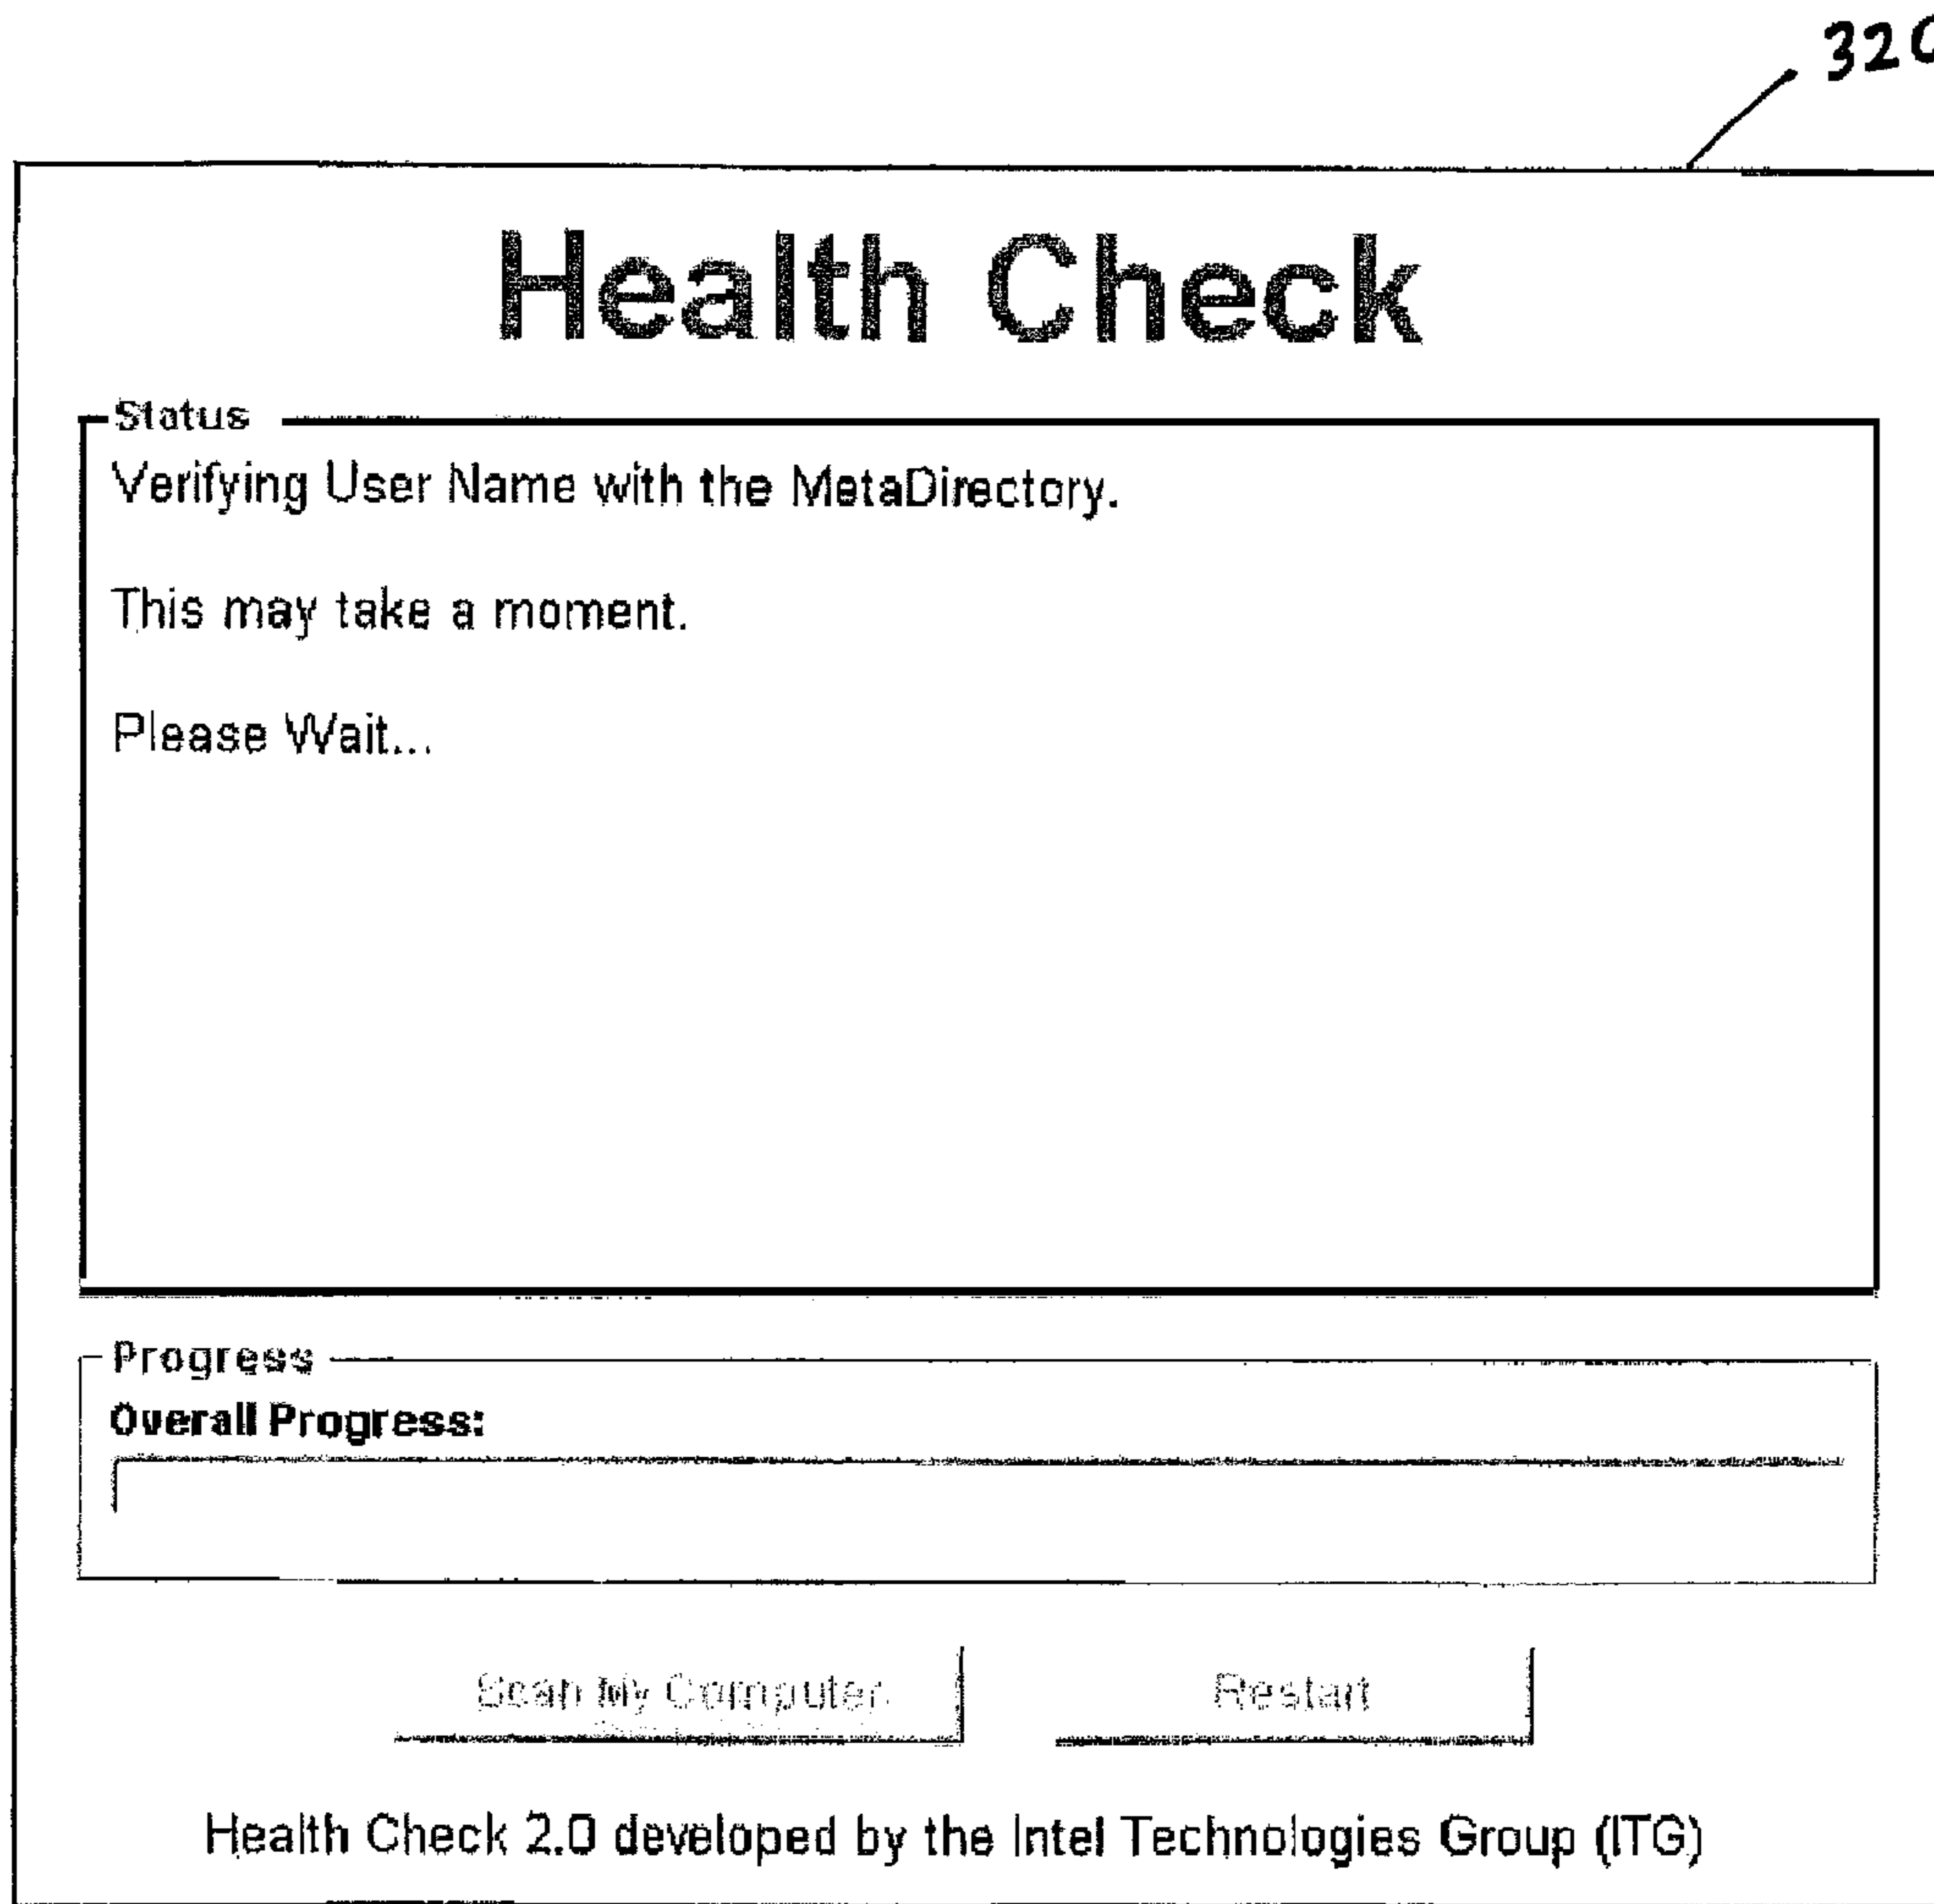 320
Health Check
Status
Verifying User Name with the MetaDirectory.
This may take a moment.
Please Wait...
Progress
Overall Progress:
Scan My Computer
Restart
Health Check 2.0 developed by the Intel Technologies Group (ITG)